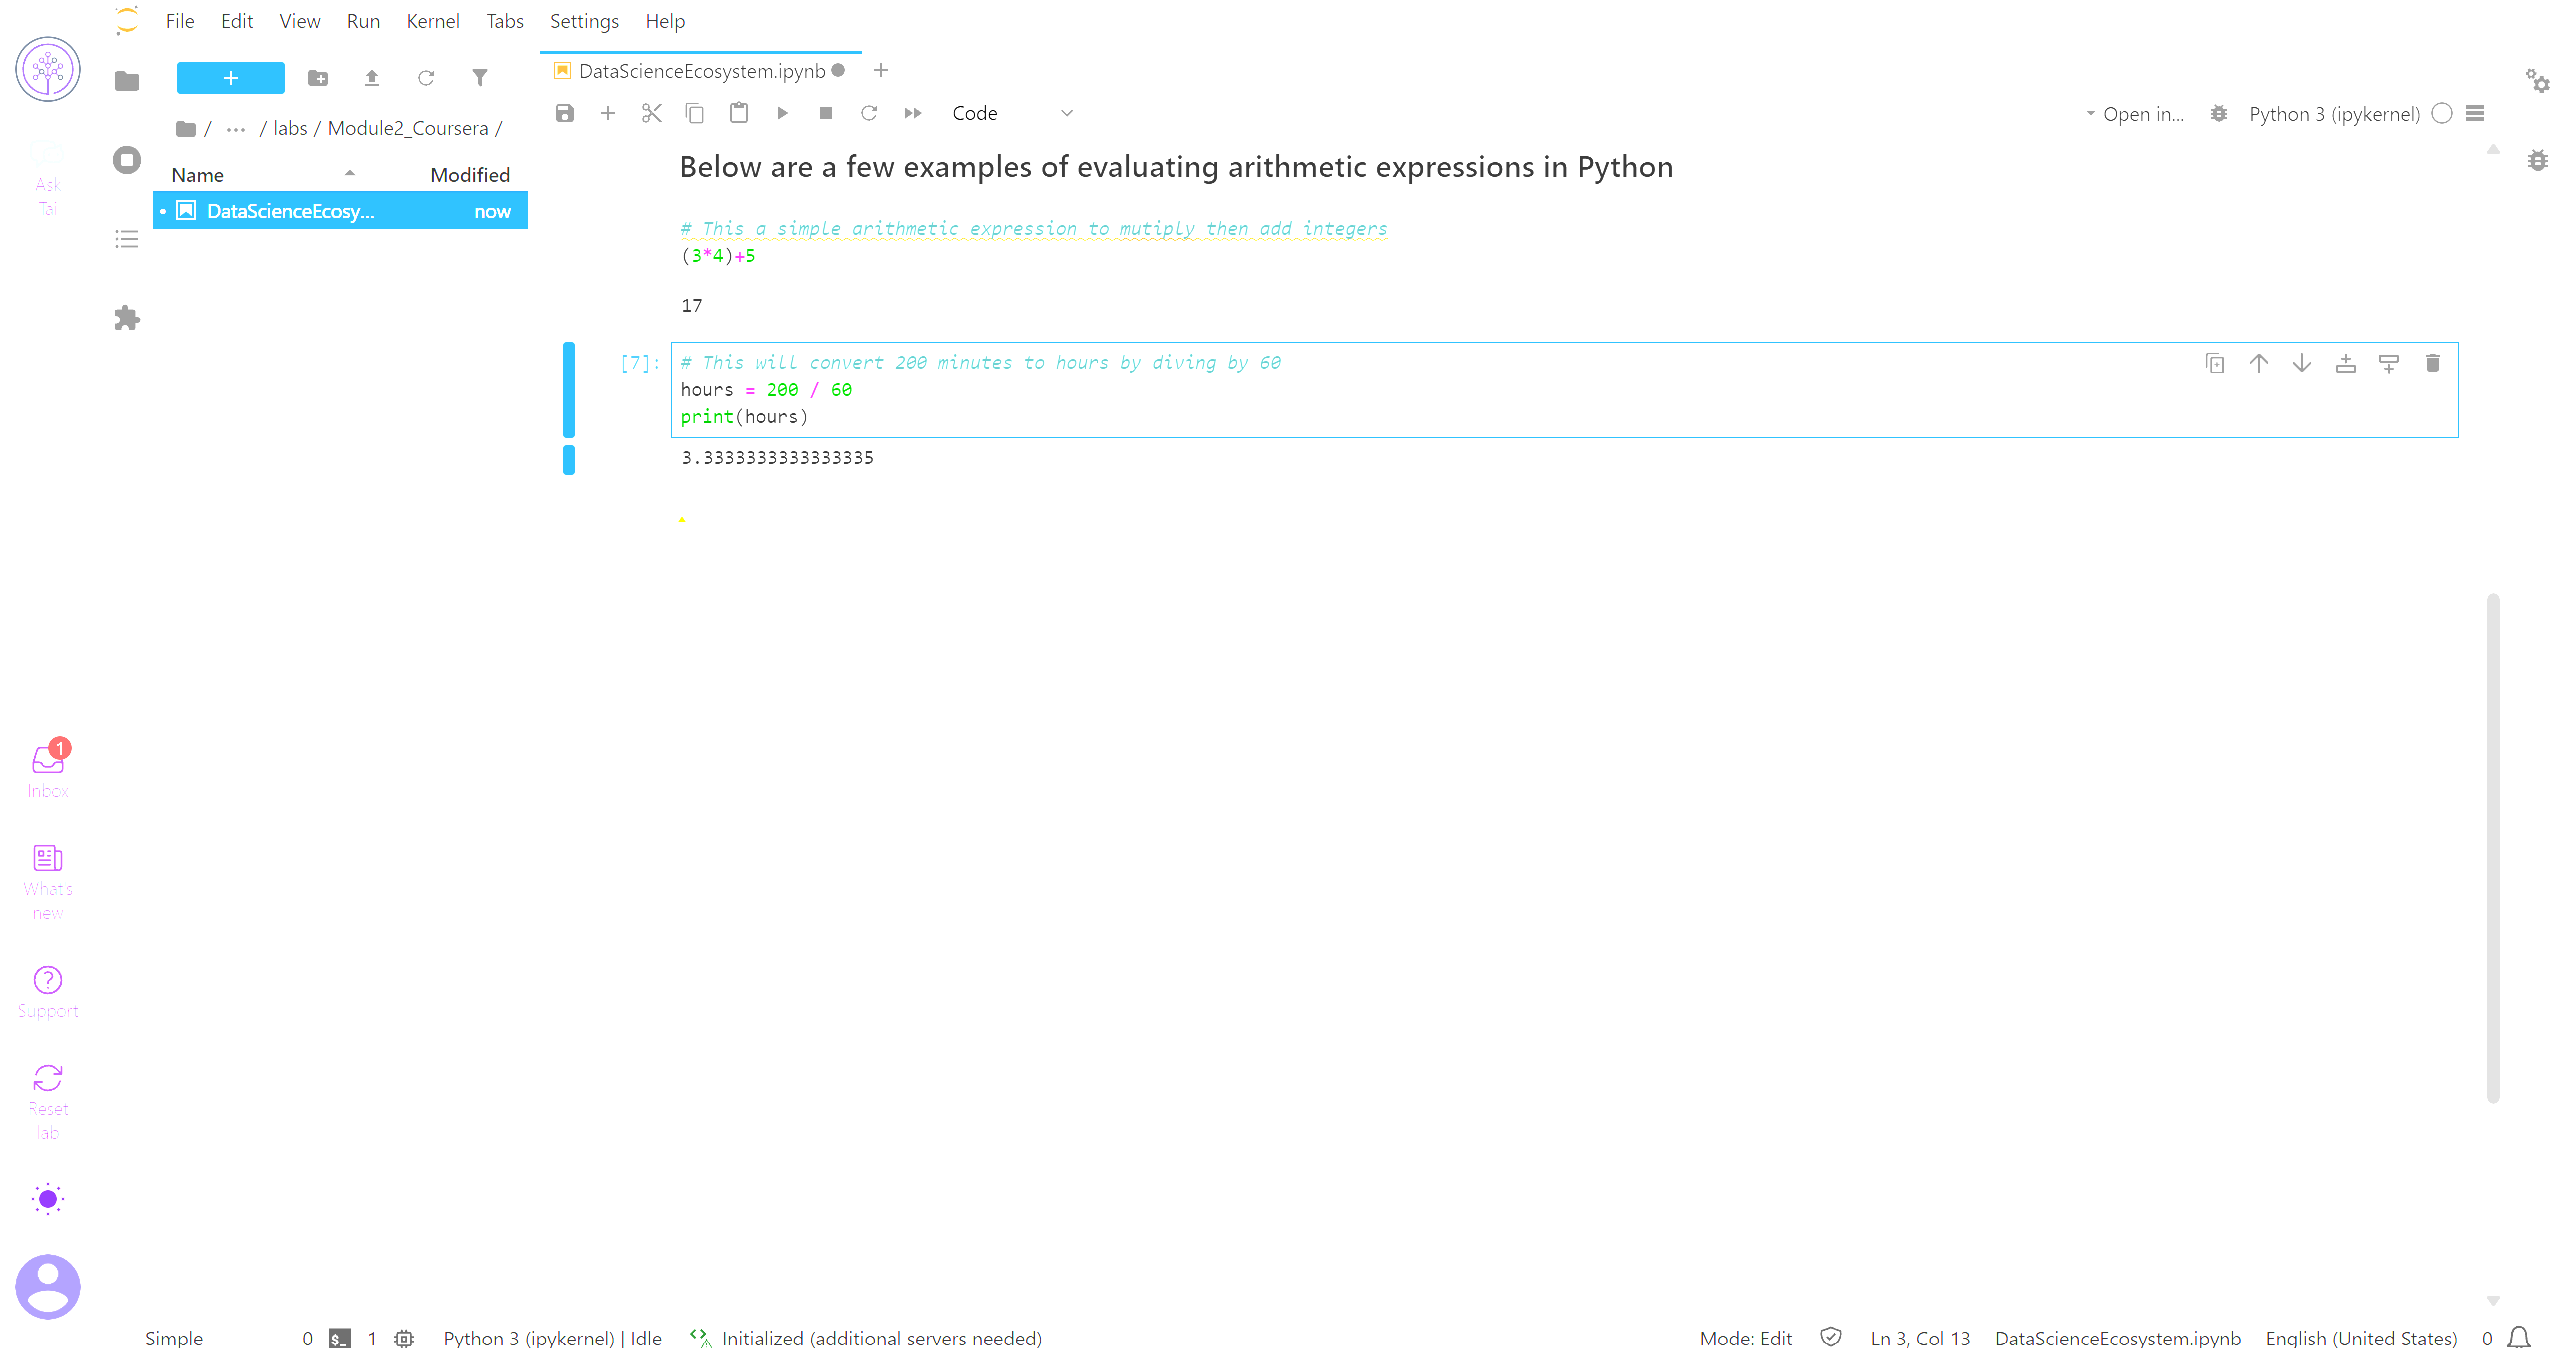 File Edit View Run Kernel Tabs Settings Help
Ask
Tai
+
/ ... / labs / Module2_Coursera /
Name Modified
DataScienceEcosy... now
DataScienceEcosystem.ipynb
Code
Open in... Python 3 (ipykernel)
Below are a few examples of evaluating arithmetic expressions in Python
# This a simple arithmetic expression to mutiply then add integers
(3*4)+5
17
[7]:
# This will convert 200 minutes to hours by diving by 60
hours = 200 / 60
print(hours)
3.3333333333333335
1
Inbox
What's
new
Support
Reset
lab
Simple 0 $_ 1 Python 3 (ipykernel) | Idle Initialized (additional servers needed) Mode: Edit Ln 3, Col 13 DataScienceEcosystem.ipynb English (United States) 0